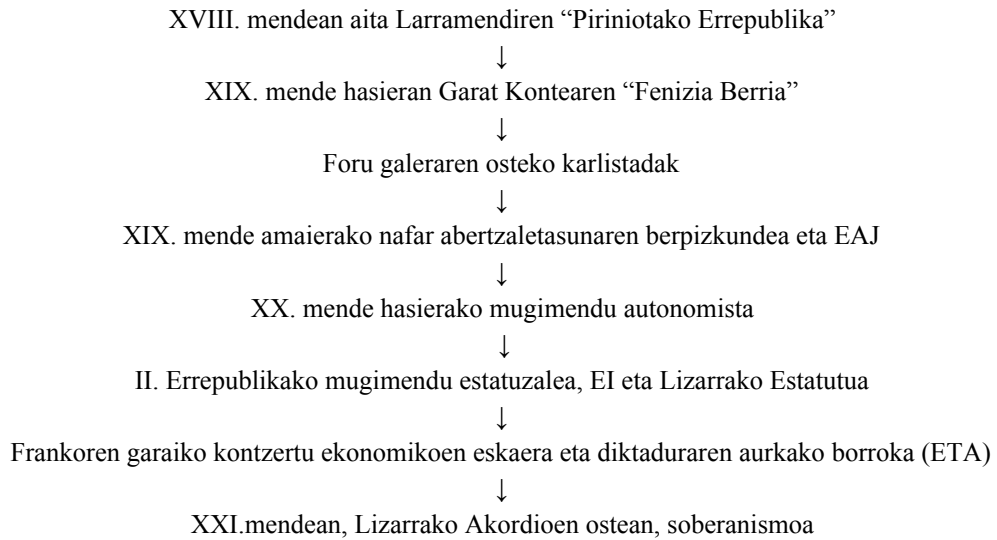 XVIII. mendean aita Larramendiren “Piriniotako Errepublika”
↓
XIX. mende hasieran Garat Kontearen “Fenizia Berria”
↓
Foru galeraren osteko karlistadak
↓
XIX. mende amaierako nafar abertzaletasunaren berpizkundea eta EAJ
↓
XX. mende hasierako mugimendu autonomista
↓
II. Errepublikako mugimendu estatuzalea, EI eta Lizarrako Estatutua
↓
Frankoren garaiko kontzertu ekonomikoen eskaera eta diktaduraren aurkako borroka (ETA)
↓
XXI.mendean, Lizarrako Akordioen ostean, soberanismoa